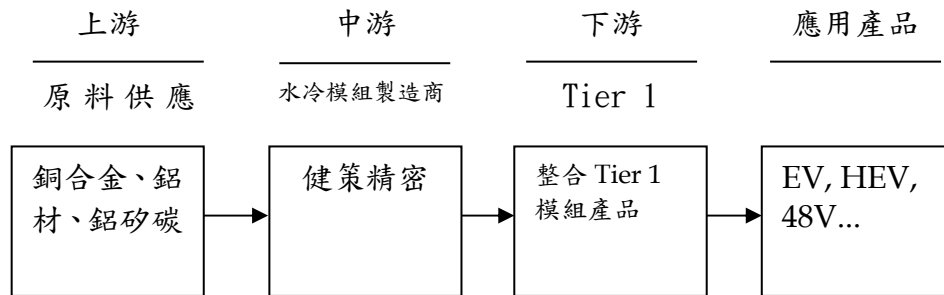 上游 中游 下游 應用產品
原料供應 水冷模組製造商 Tier 1
銅合金、鋁
材、鋁矽碳
健策精密
整合 Tier 1
模組產品
EV, HEV,
48V...